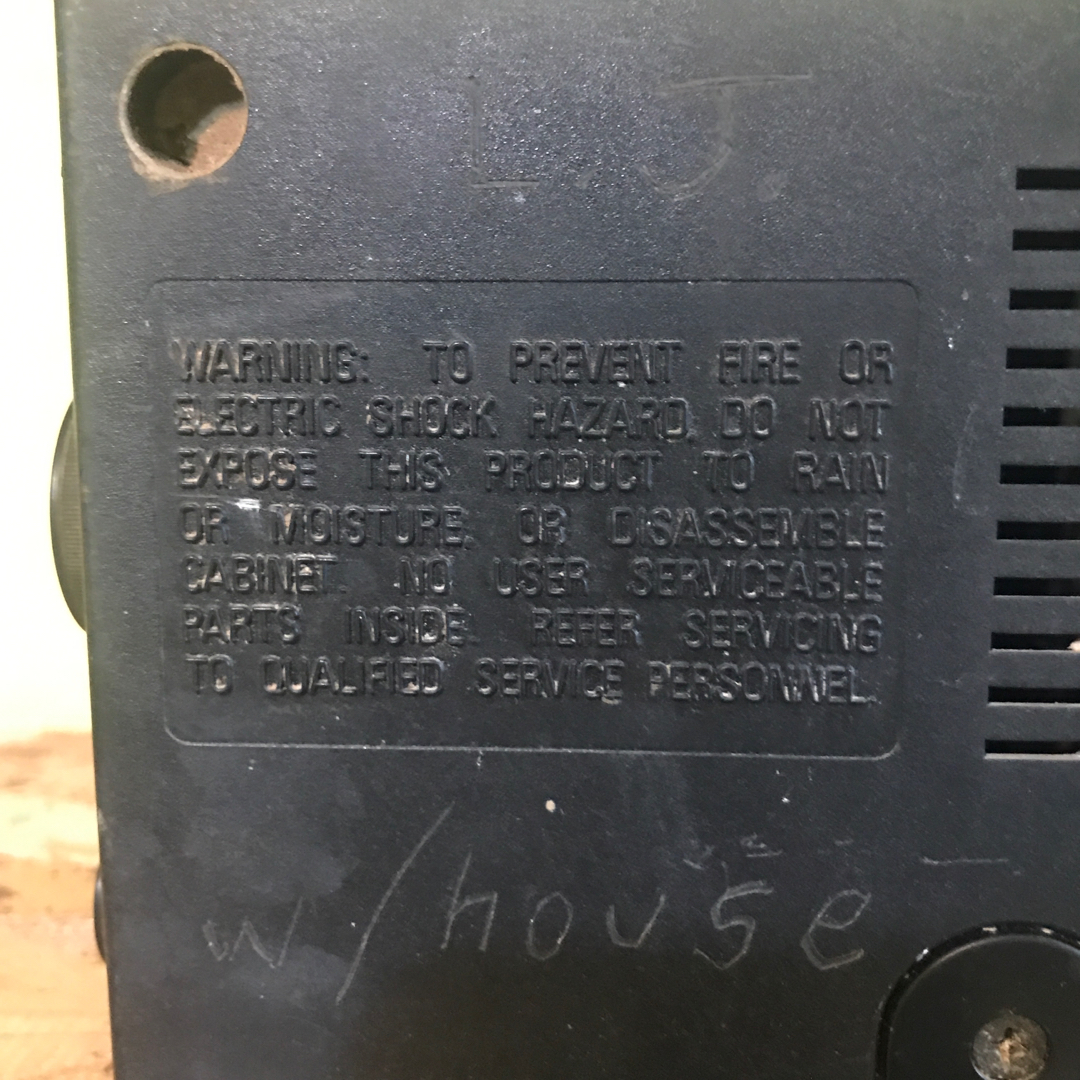 L.J.
WARNING: TO PREVENT FIRE OR
ELECTRIC SHOCK HAZARD, DO NOT
EXPOSE THIS PRODUCT TO RAIN
OR MOISTURE, OR DISASSEMBLE
CABINET. NO USER SERVICEABLE
PARTS INSIDE. REFER SERVICING
TO QUALIFIED SERVICE PERSONNEL.
w/house